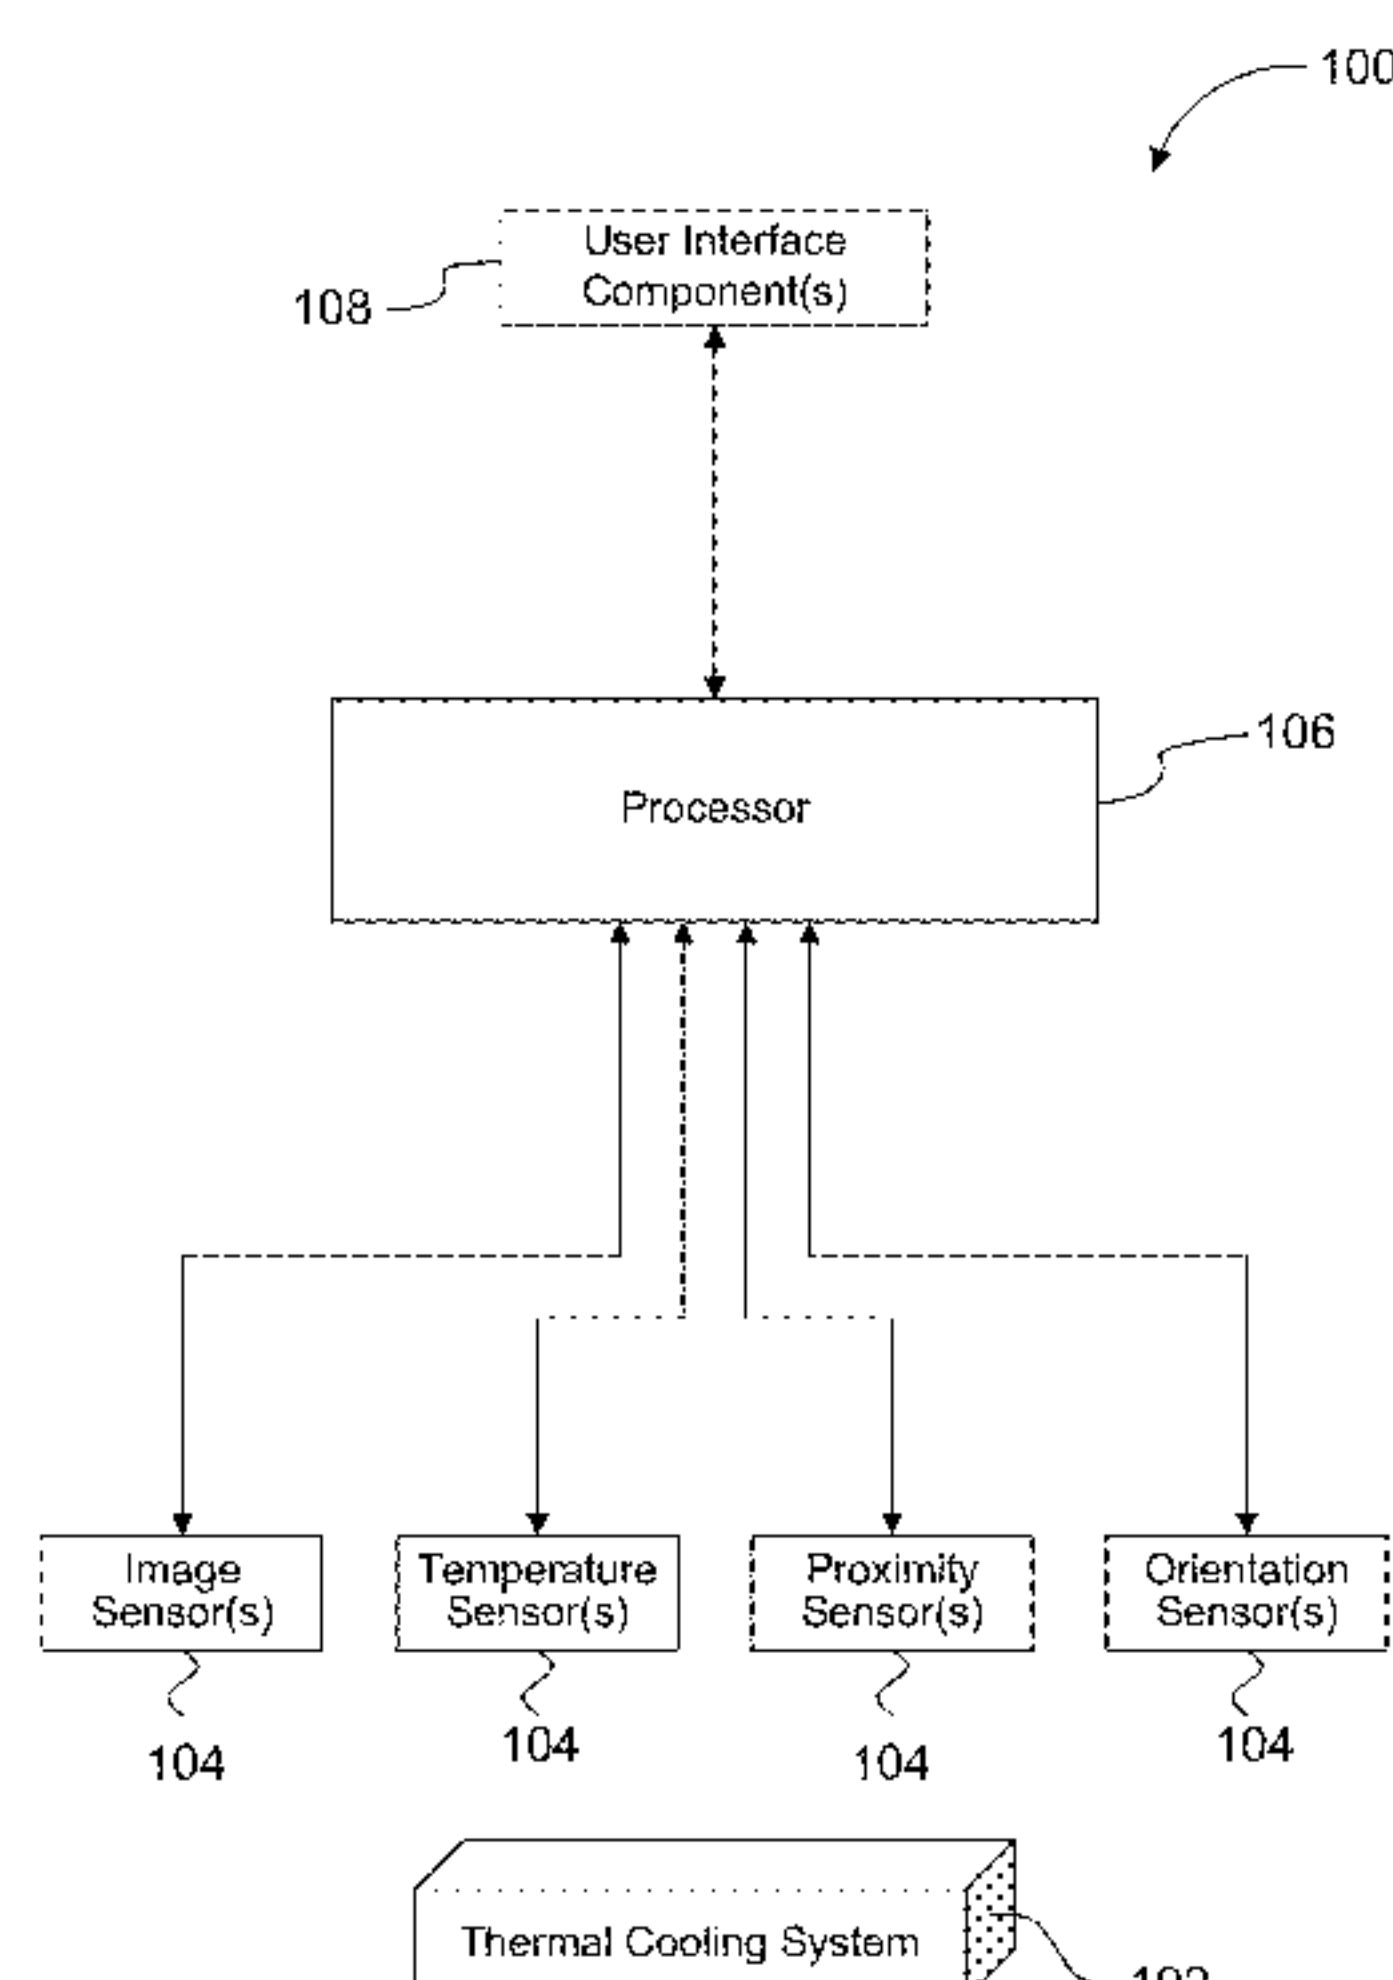 100
User Interface
Component(s)
108
106
Processor
Image
Sensor(s)
Temperature
Sensor(s)
Proximity
Sensor(s)
Orientation
Sensor(s)
104
104
104
104
Thermal Cooling System